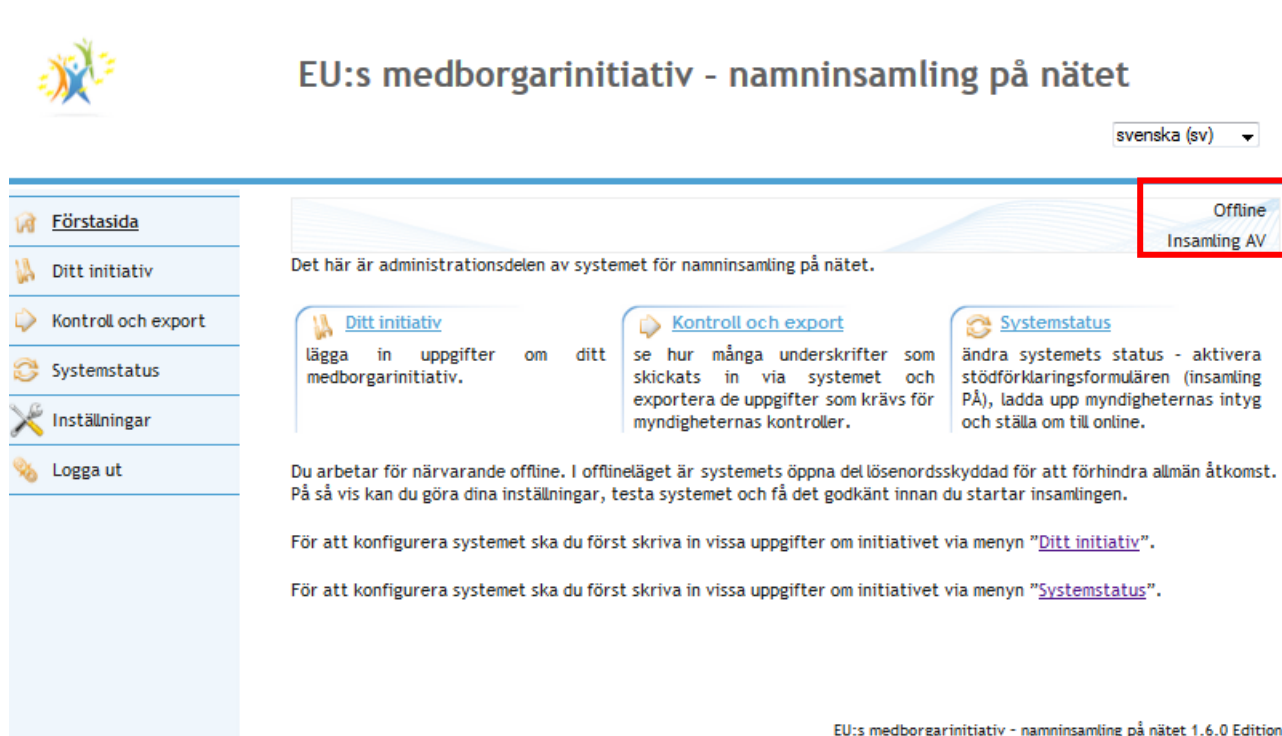 EU:s medborgarinitiativ - namninsamling på nätet
svenska (sv)
Förstasida
Ditt initiativ
Kontroll och export
Systemstatus
Inställningar
Logga ut
Offline
Insamling AV
Det här är administrationsdelen av systemet för namninsamling på nätet.
Ditt initiativ
lägga in uppgifter om ditt
medborgarinitiativ.
Kontroll och export
se hur många underskrifter som
skickats in via systemet och
exportera de uppgifter som krävs för
myndigheternas kontroller.
Systemstatus
ändra systemets status - aktivera
stödförklaringsformulären (insamling
PÅ), ladda upp myndigheternas intyg
och ställa om till online.
Du arbetar för närvarande offline. I offlineläget är systemets öppna del lösenordsskyddad för att förhindra allmän åtkomst.
På så vis kan du göra dina inställningar, testa systemet och få det godkänt innan du startar insamlingen.
För att konfigurera systemet ska du först skriva in vissa uppgifter om initiativet via menyn ”Ditt initiativ”.
För att konfigurera systemet ska du först skriva in vissa uppgifter om initiativet via menyn ”Systemstatus”.
EU:s medborgarinitiativ - namninsamling på nätet 1.6.0 Edition